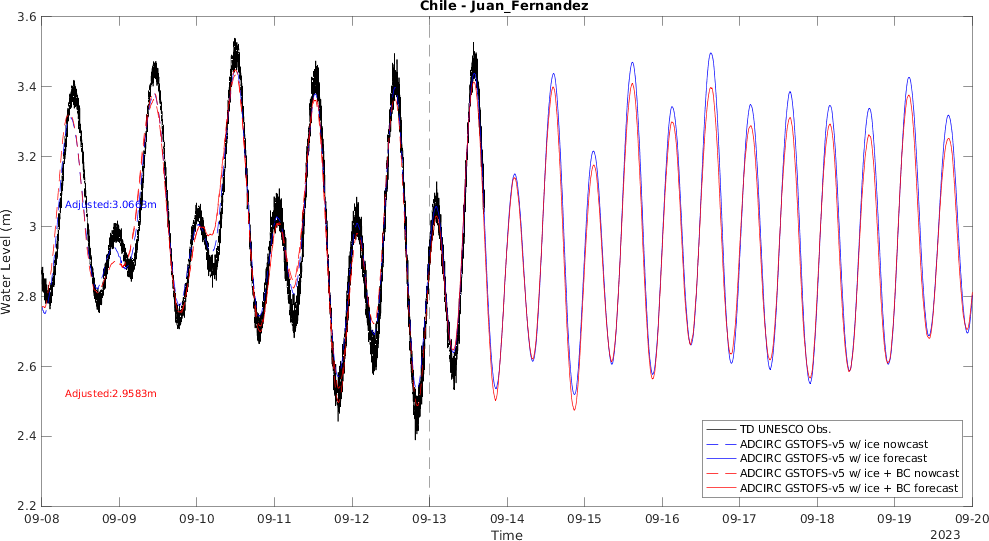 Chile - Juan_Fernandez
3.6
3.4
3.2
3
2.8
2.6
2.4
2.2
Water Level (m)
Adjusted:3.0663m
Adjusted:2.9583m
TD UNESCO Obs.
ADCIRC GSTOFS-v5 w/ ice nowcast
ADCIRC GSTOFS-v5 w/ ice forecast
ADCIRC GSTOFS-v5 w/ ice + BC nowcast
ADCIRC GSTOFS-v5 w/ ice + BC forecast
09-08 09-09 09-10 09-11 09-12 09-13 09-14 09-15 09-16 09-17 09-18 09-19 09-20
Time
2023